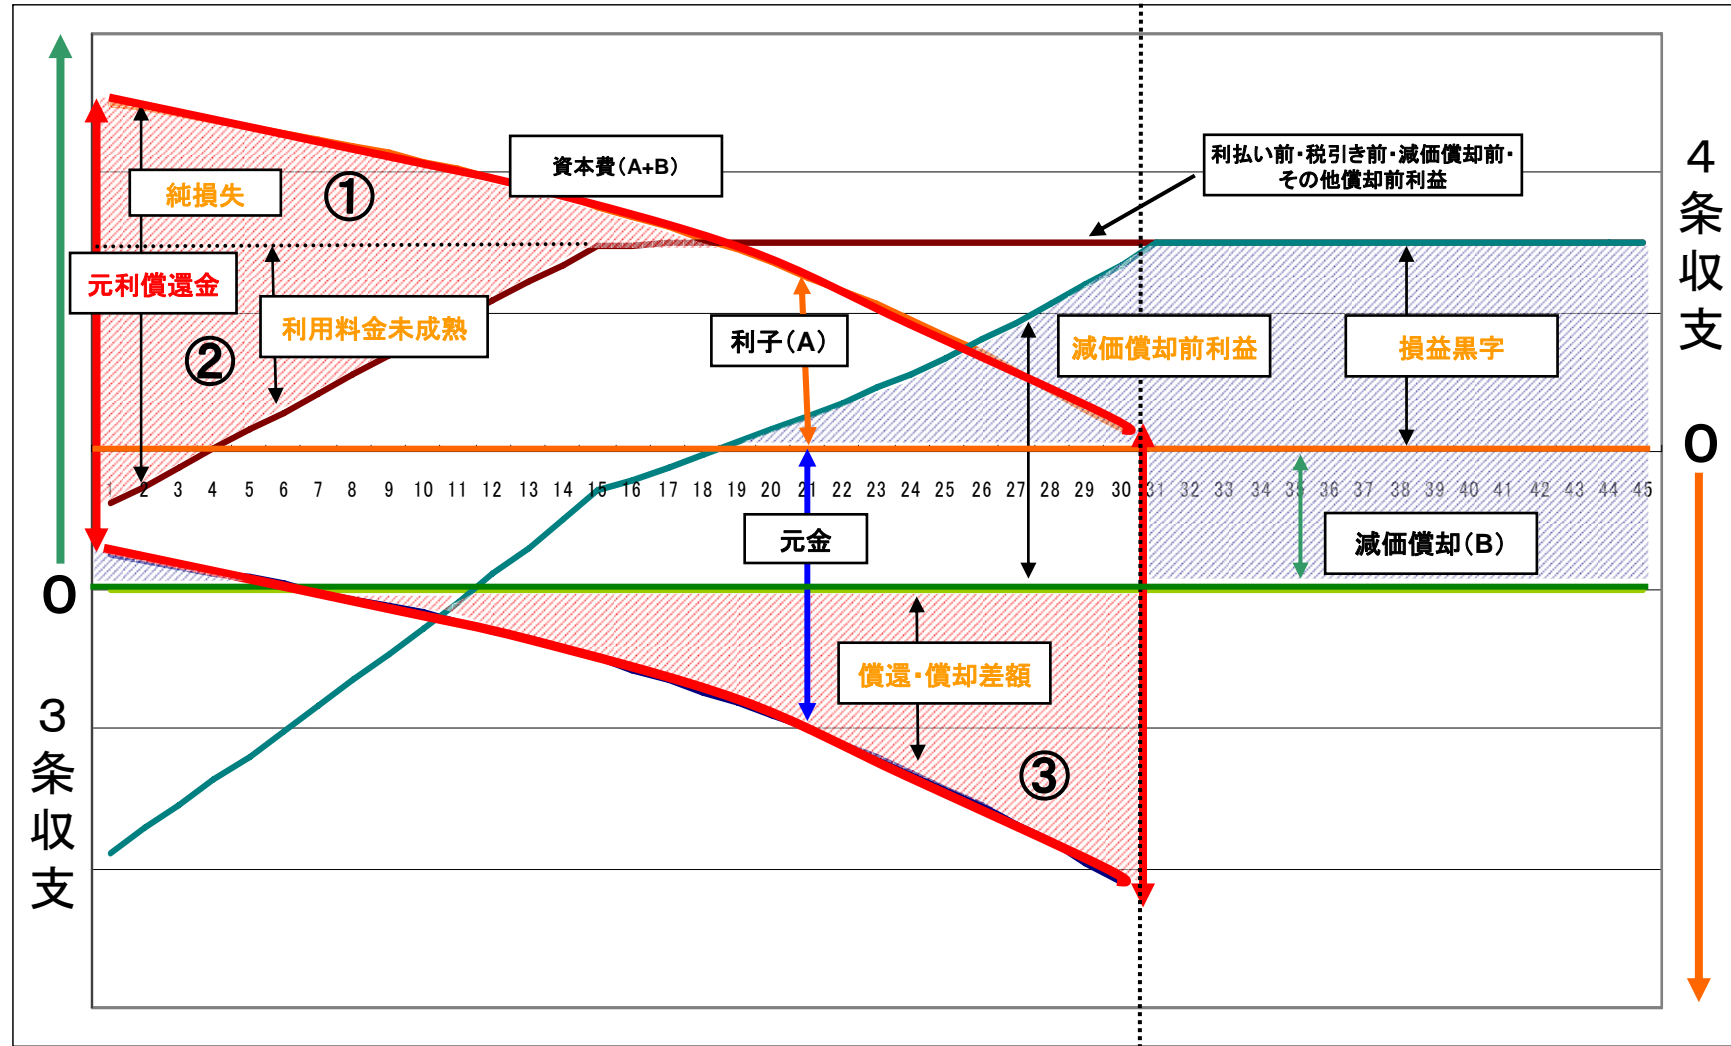 資本費（A+B）
利払い前・税引き前・減価償却前・
その他償却前利益
純損失
①
元利償還金
利用料金未成熟
②
利子（A）
減価償却前利益
損益黒字
4条収支
0
1 2 3 4 5 6 7 8 9 10 11 12 13 14 15 16 17 18 19 20 21 22 23 24 25 26 27 28 29 30 31 32 33 34 35 36 37 38 39 40 41 42 43 44 45
元金
減価償却（B）
0
償還・償却差額
③
3条収支